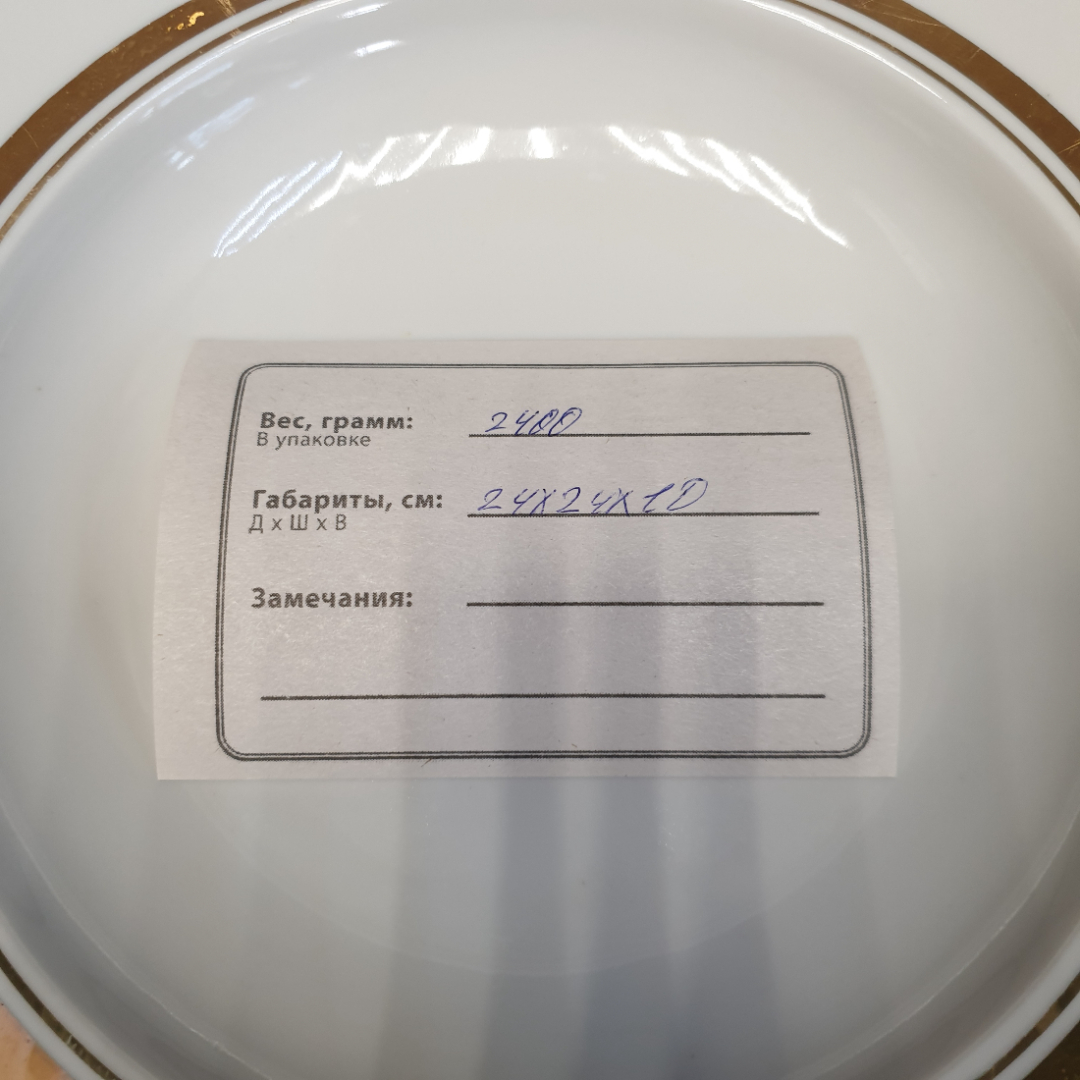 Вес, грамм: 2400
В упаковке
Габариты, см: 24х24х10
Д х Ш х В
Замечания: